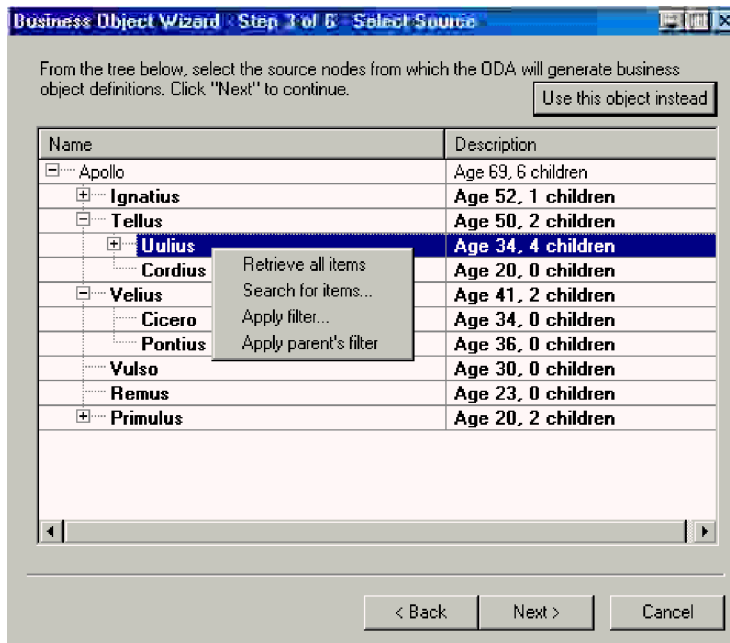 Business Object Wizard - Step 3 of 6 - Select Source
From the tree below, select the source nodes from which the ODA will generate business
object definitions. Click "Next" to continue.
Use this object instead
Name Description
Apollo Age 69, 6 children
Ignatius Age 52, 1 children
Tellus Age 50, 2 children
Uulius Age 34, 4 children
Cordius Age 20, 0 children
Velius Age 41, 2 children
Cicero Age 34, 0 children
Pontius Age 36, 0 children
Vulso Age 30, 0 children
Remus Age 23, 0 children
Primulus Age 20, 2 children
Retrieve all items
Search for items...
Apply filter...
Apply parent's filter
< Back Next > Cancel